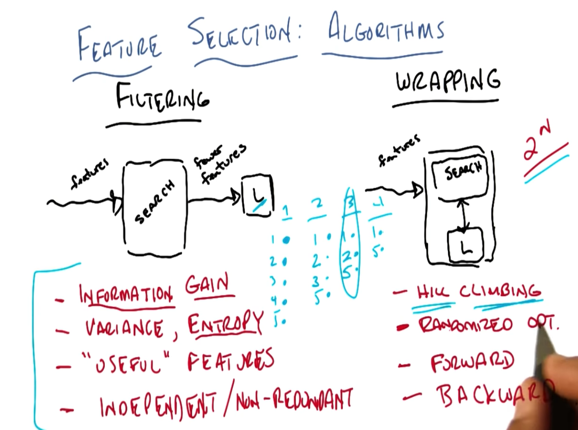 FEATURE SELECTION: ALGORITHMS
FILTERING
features
SEARCH
fewer features
L
- INFORMATION GAIN
- VARIANCE, ENTROPY
- "USEFUL" FEATURES
- INDEPENDENT/NON-REDUNDANT
1 2 3 4
1• 1• 1• 1•
2• 2• 2• 5•
3• 3• 5•
4• 5•
5•
WRAPPING
features
SEARCH
L
2^N
- HILL CLIMBING
- RANDOMIZED OPT.
- FORWARD
- BACKWARD